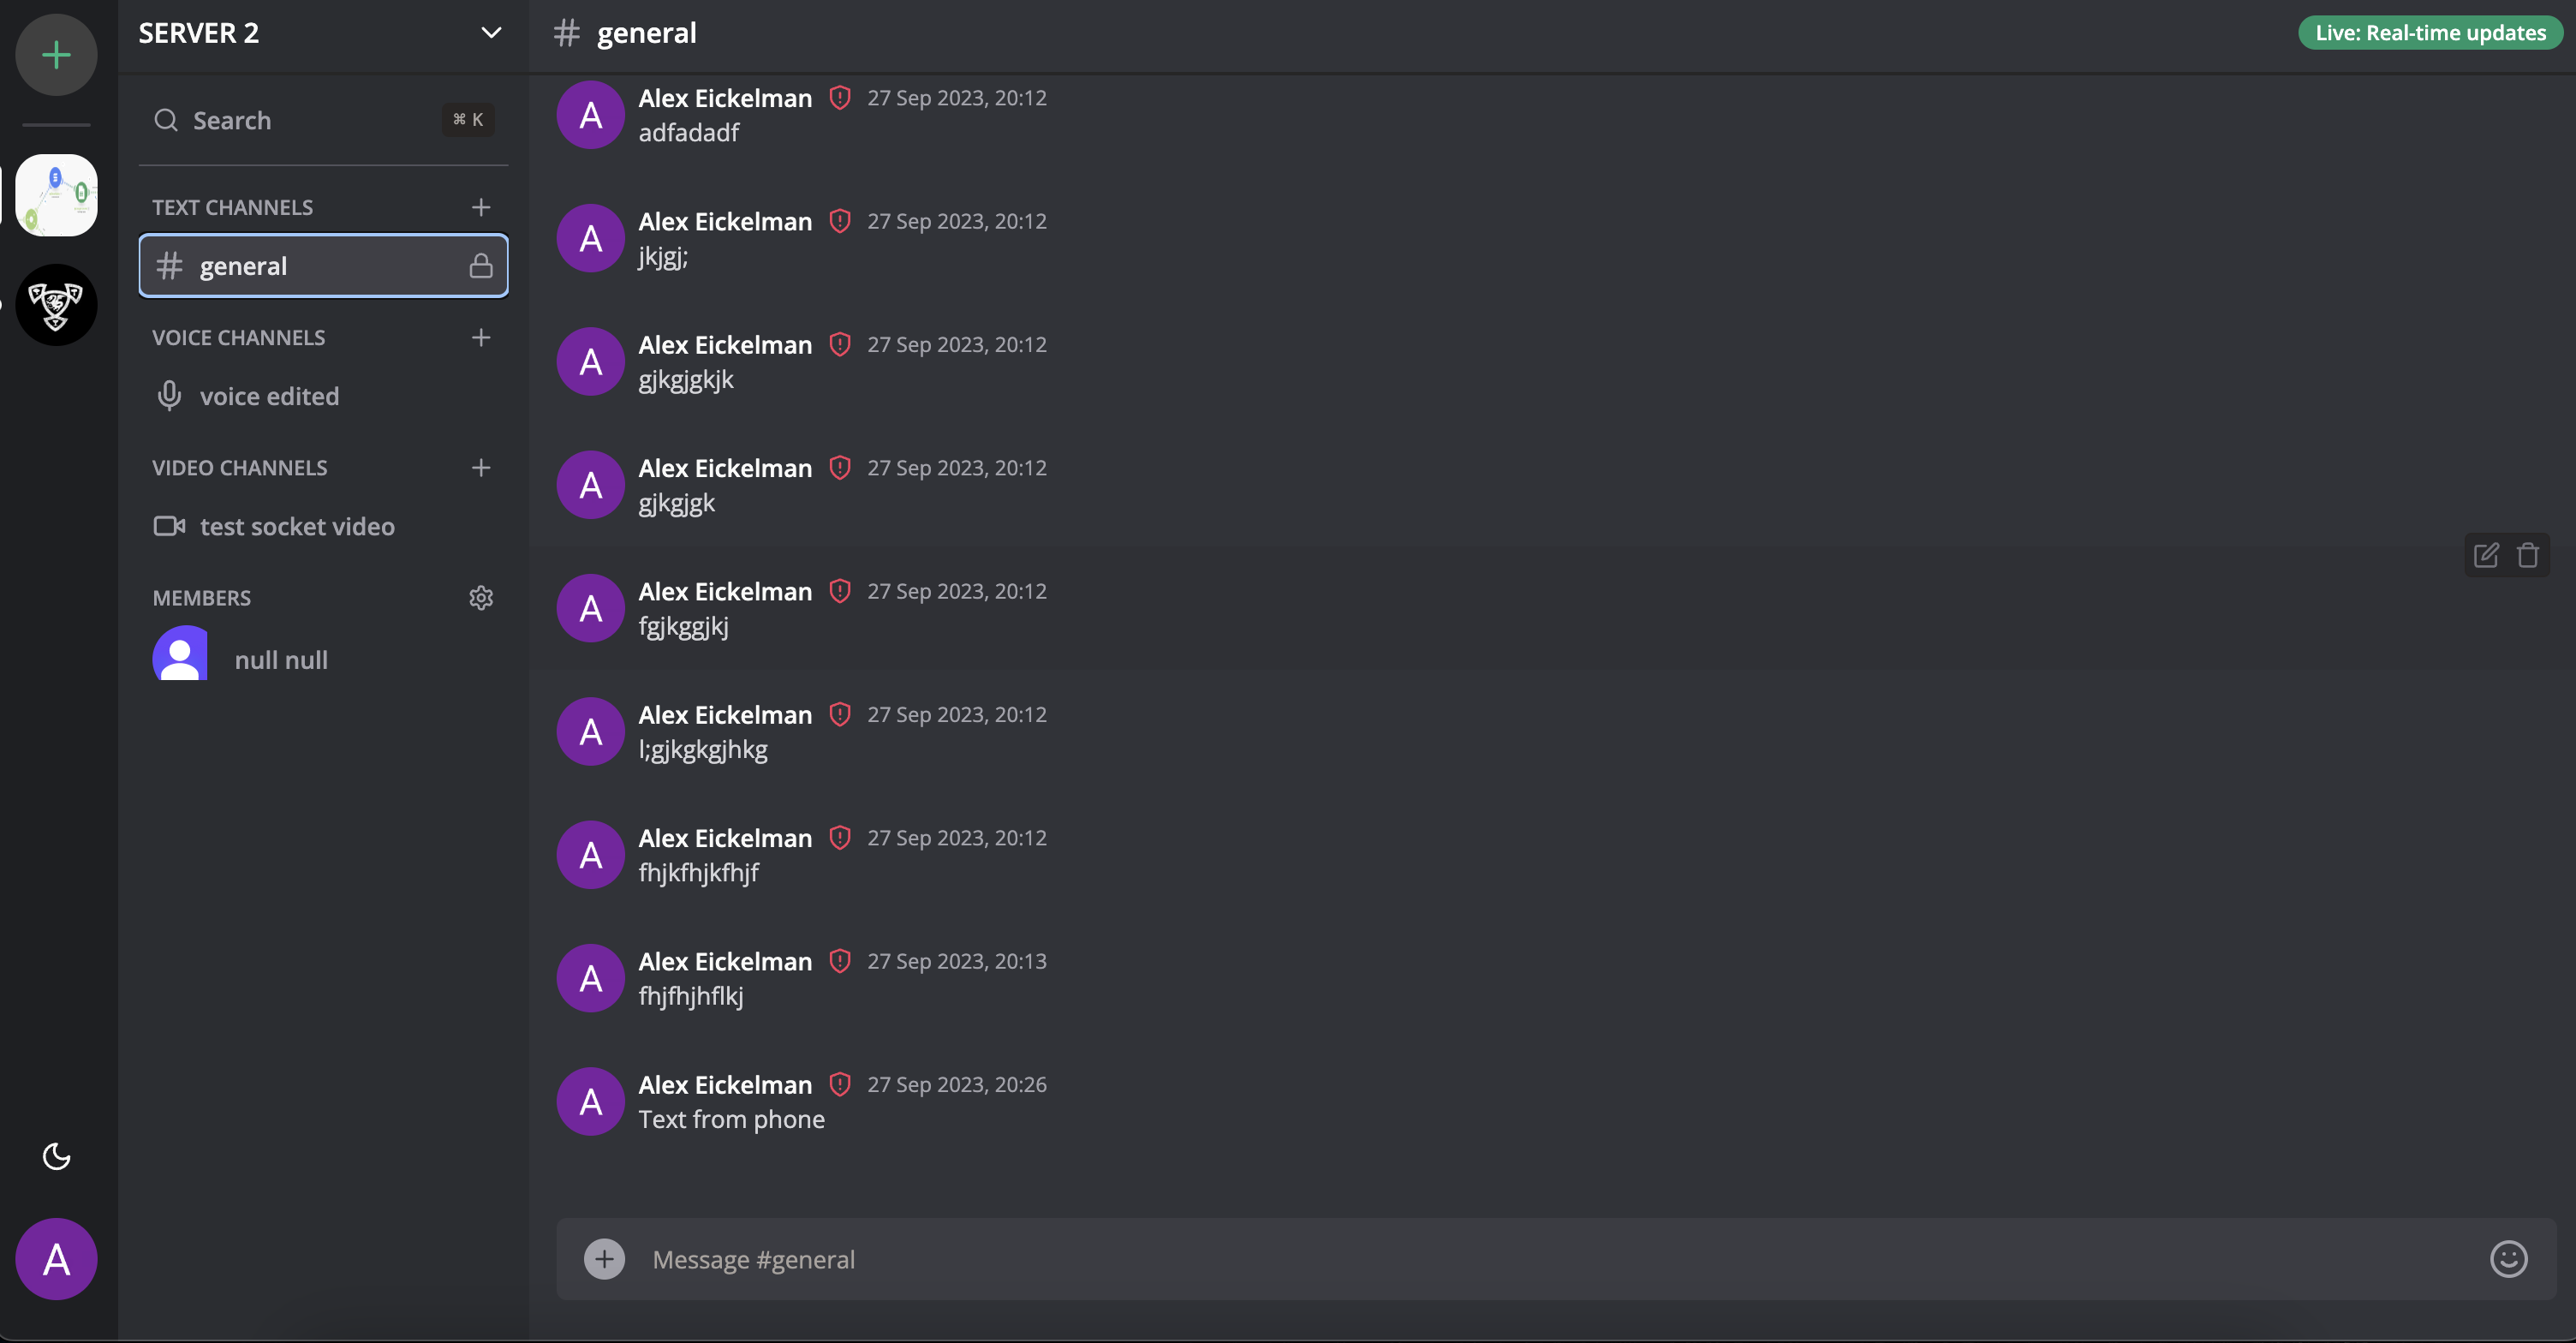 SERVER 2
Search
⌘ K
TEXT CHANNELS
general
VOICE CHANNELS
voice edited
VIDEO CHANNELS
test socket video
MEMBERS
null null
A
# general
Live: Real-time updates
A
Alex Eickelman 27 Sep 2023, 20:12
adfadadf
A
Alex Eickelman 27 Sep 2023, 20:12
jkjgj;
A
Alex Eickelman 27 Sep 2023, 20:12
gjkgjgkjk
A
Alex Eickelman 27 Sep 2023, 20:12
gjkgjgk
A
Alex Eickelman 27 Sep 2023, 20:12
fgjkggjkj
A
Alex Eickelman 27 Sep 2023, 20:12
l;gjkgkgjhkg
A
Alex Eickelman 27 Sep 2023, 20:12
fhjkfhjkfhjf
A
Alex Eickelman 27 Sep 2023, 20:13
fhjfhjhflkj
A
Alex Eickelman 27 Sep 2023, 20:26
Text from phone
Message #general